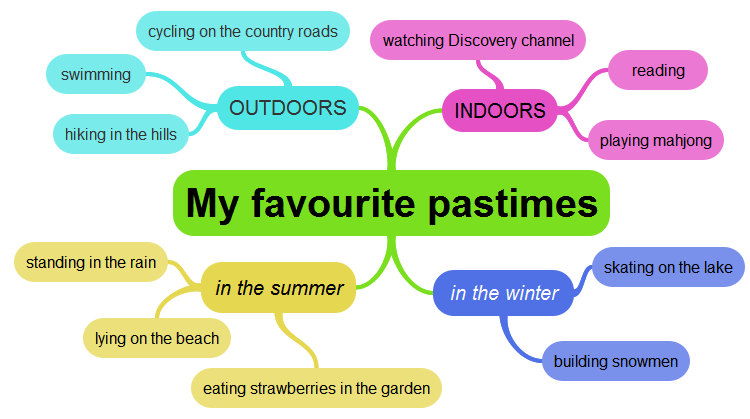 cycling on the country roads
swimming
hiking in the hills
OUTDOORS
watching Discovery channel
reading
playing mahjong
INDOORS
My favourite pastimes
standing in the rain
in the summer
lying on the beach
eating strawberries in the garden
skating on the lake
in the winter
building snowmen